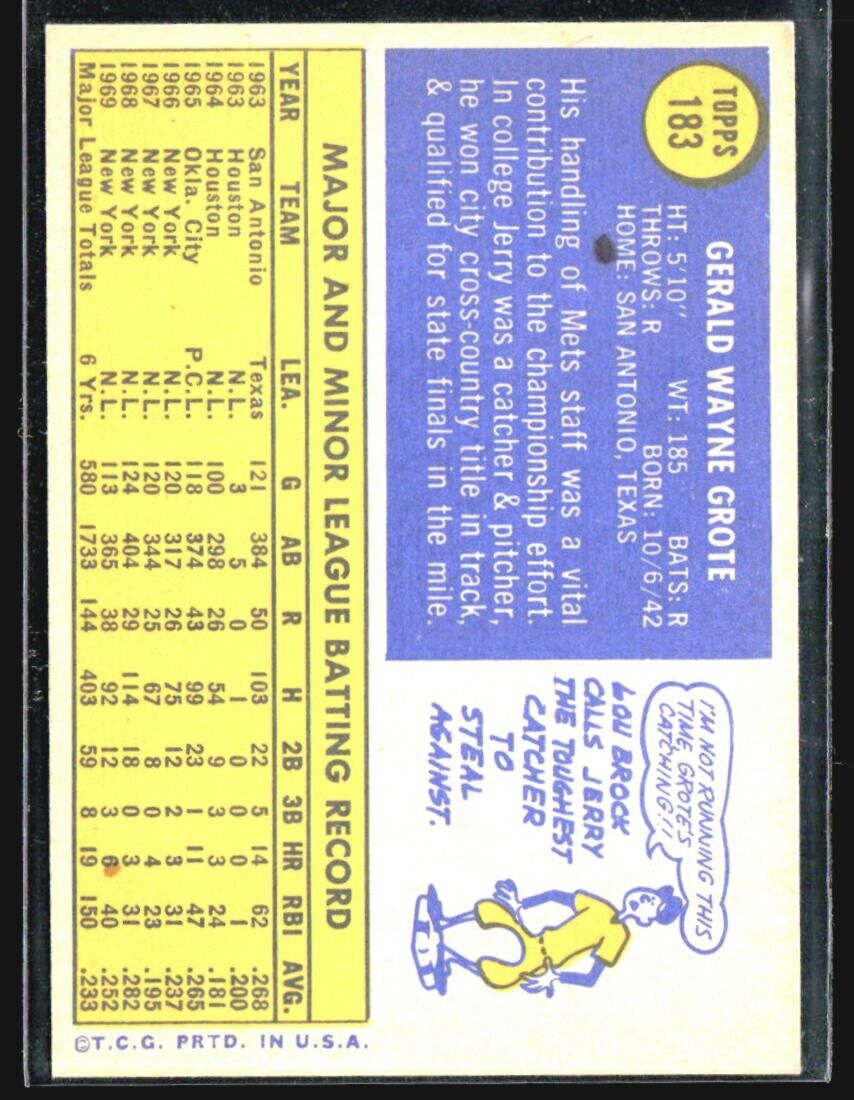 TOPPS
183
GERALD WAYNE GROTE
HT: 5'10" WT: 185 BATS: R
THROWS: R BORN: 10/6/42
HOME: SAN ANTONIO, TEXAS
His handling of Mets staff was a vital
contribution to the championship effort.
In college Jerry was a catcher & pitcher,
he won city cross-country title in track,
& qualified for state finals in the mile.
I'M NOT RUNNING THIS
TIME, GROTE'S
CATCHING!!
LOU BROCK
CALLS JERRY
THE TOUGHEST
CATCHER
TO
STEAL
AGAINST.
MAJOR AND MINOR LEAGUE BATTING RECORD
YEAR TEAM LEA. G AB R H 2B 3B HR RBI AVG.
1963 San Antonio Texas 121 384 50 103 22 5 14 62 .268
1963 Houston N.L. 3 5 0 1 0 0 0 1 .200
1964 Houston N.L. 100 298 26 54 9 3 3 24 .181
1965 Okla. City P.C.L. 118 374 43 99 23 1 11 47 .265
1966 New York N.L. 120 317 26 75 12 2 3 31 .237
1967 New York N.L. 120 344 25 67 8 0 4 23 .195
1968 New York N.L. 124 404 29 114 18 0 3 31 .282
1969 New York N.L. 113 365 38 92 12 3 6 40 .252
Major League Totals 6 Yrs. 580 1733 144 403 59 8 19 150 .233
©T.C.G. PRTD. IN U.S.A.